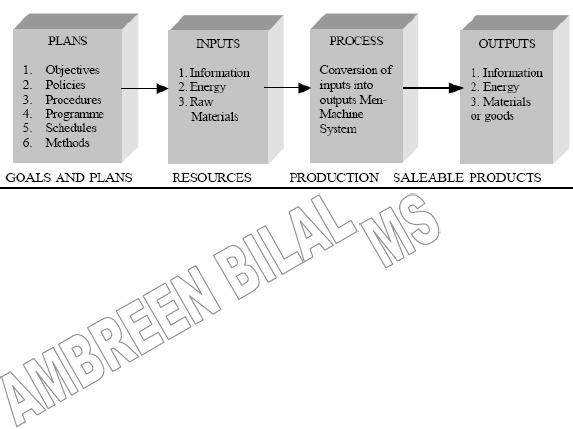 PLANS
1. Objectives
2. Policies
3. Procedures
4. Programme
5. Schedules
6. Methods
INPUTS
1. Information
2. Energy
3. Raw
Materials
PROCESS
Conversion of
inputs into
outputs Men-
Machine
System
OUTPUTS
1. Information
2. Energy
3. Materials
or goods
GOALS AND PLANS
RESOURCES
PRODUCTION
SALEABLE PRODUCTS
AMBREEN BILAL MS